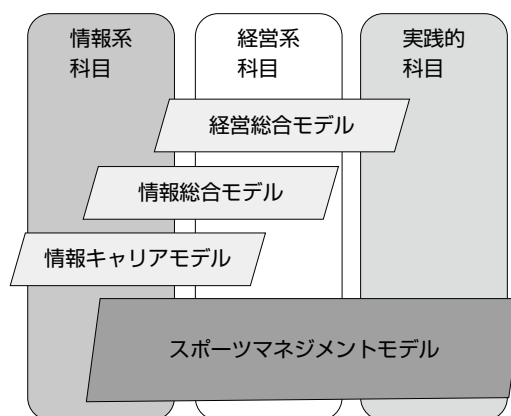 情報系
科目
経営系
科目
実践的
科目
経営総合モデル
情報総合モデル
情報キャリアモデル
スポーツマネジメントモデル